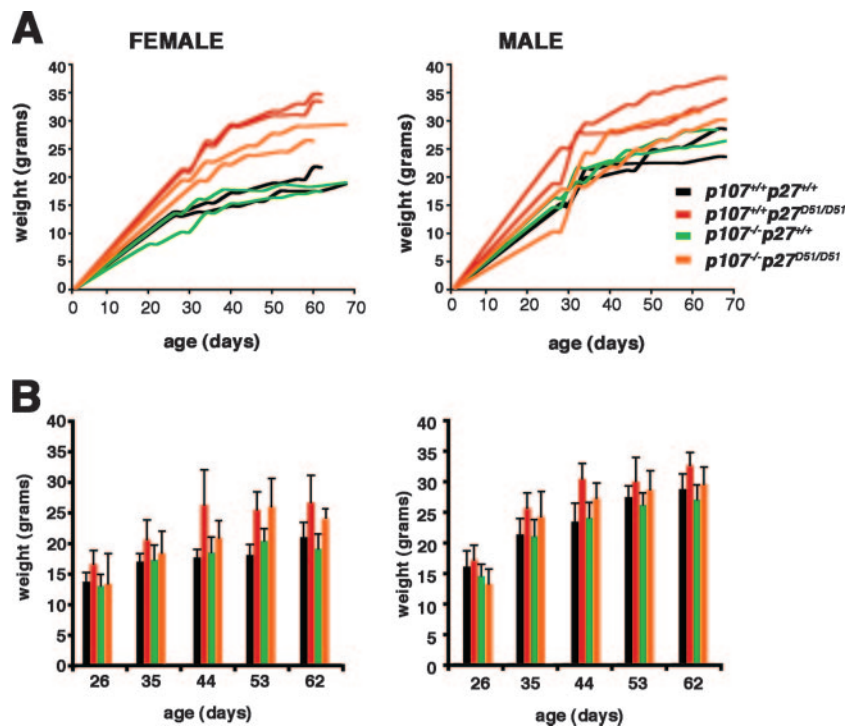 A
FEMALE
MALE
weight (grams)
40
35
30
25
20
15
10
5
0
0 10 20 30 40 50 60 70
age (days)
weight (grams)
40
35
30
25
20
15
10
5
0
0 10 20 30 40 50 60 70
age (days)
p107+/+p27+/+
p107+/+p27D51/D51
p107-/-p27+/+
p107-/-p27D51/D51
B
weight (grams)
40
35
30
25
20
15
10
5
0
26 35 44 53 62
age (days)
weight (grams)
40
35
30
25
20
15
10
5
0
26 35 44 53 62
age (days)